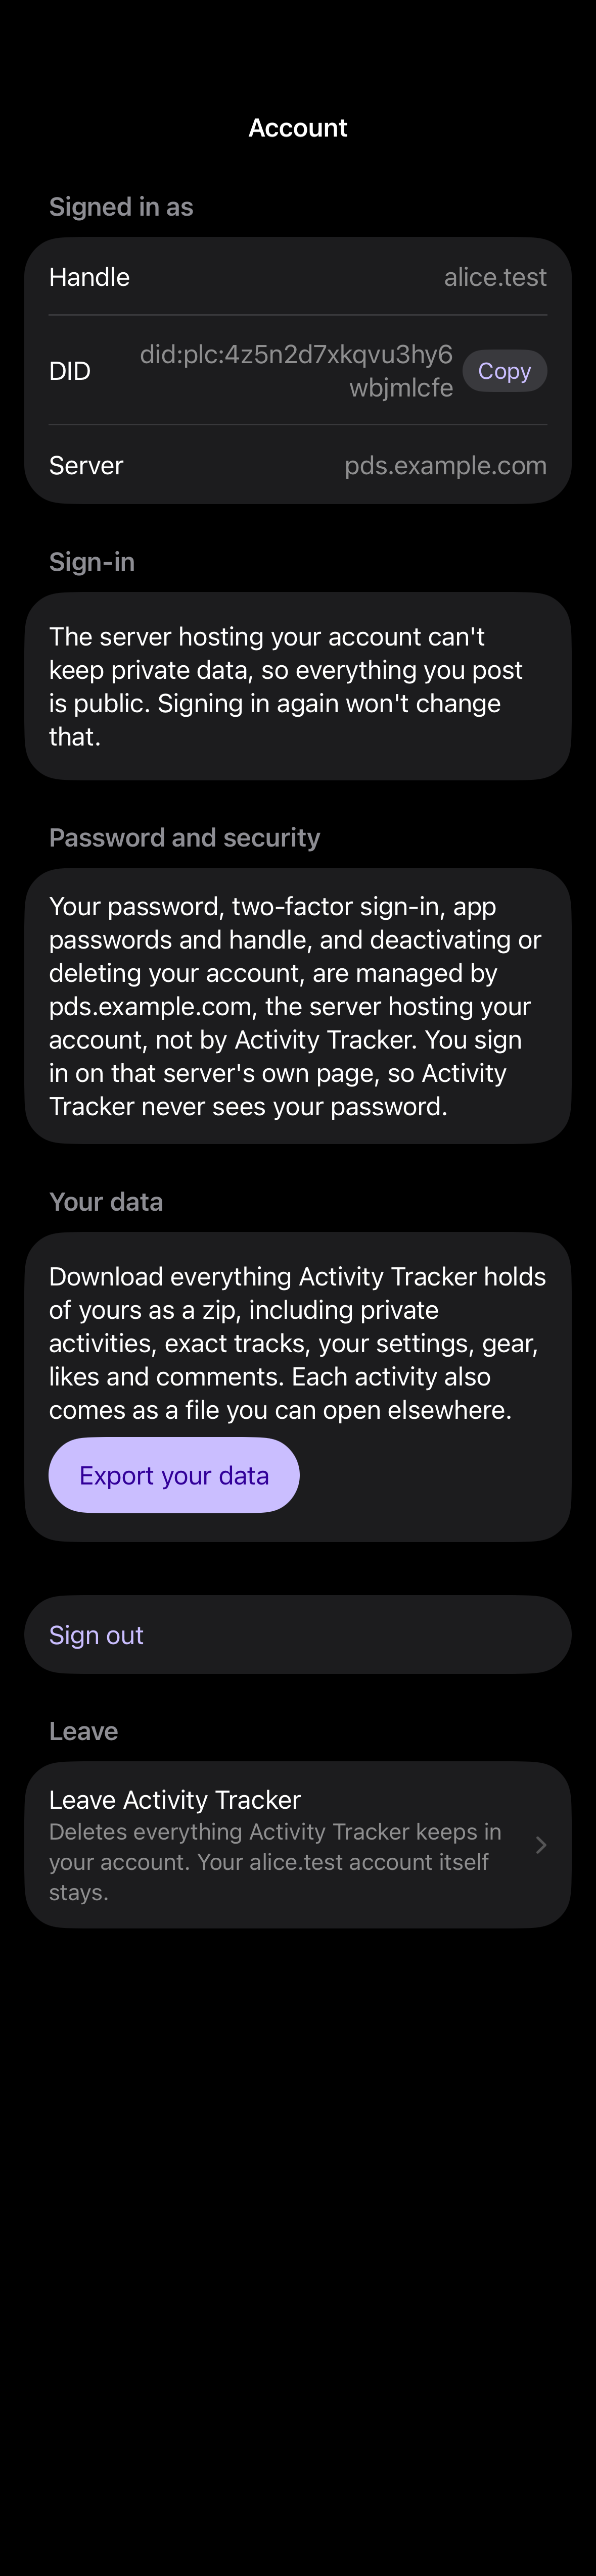 Account
Signed in as
Handle
alice.test
DID
did:plc:4z5n2d7xkqvu3hy6
wbjmlcfe
Copy
Server
pds.example.com
Sign-in
The server hosting your account can't
keep private data, so everything you post
is public. Signing in again won't change
that.
Password and security
Your password, two-factor sign-in, app
passwords and handle, and deactivating or
deleting your account, are managed by
pds.example.com, the server hosting your
account, not by Activity Tracker. You sign
in on that server's own page, so Activity
Tracker never sees your password.
Your data
Download everything Activity Tracker holds
of yours as a zip, including private
activities, exact tracks, your settings, gear,
likes and comments. Each activity also
comes as a file you can open elsewhere.
Export your data
Sign out
Leave
Leave Activity Tracker
Deletes everything Activity Tracker keeps in
your account. Your alice.test account itself
stays.